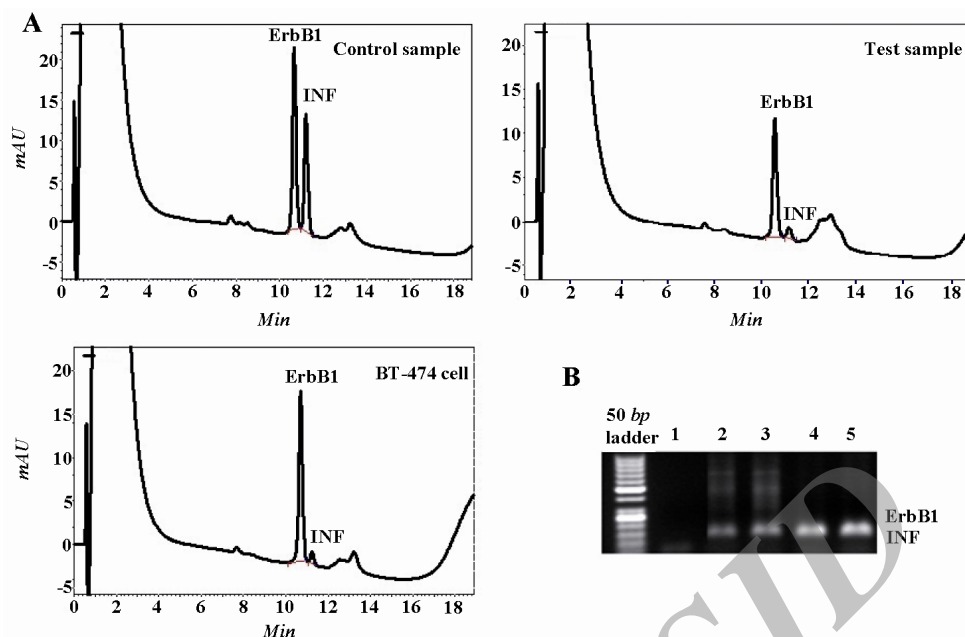 A
Control sample
ErbB1
INF
mAU
20
15
10
5
0
-5
0 2 4 6 8 10 12 14 16 18
Min
Test sample
ErbB1
INF
mAU
20
15
10
5
0
-5
0 2 4 6 8 10 12 14 16 18
Min
BT-474 cell
ErbB1
INF
mAU
20
15
10
5
0
-5
0 2 4 6 8 10 12 14 16 18
Min
B
50 bp
ladder
1 2 3 4 5
ErbB1
INF
SID